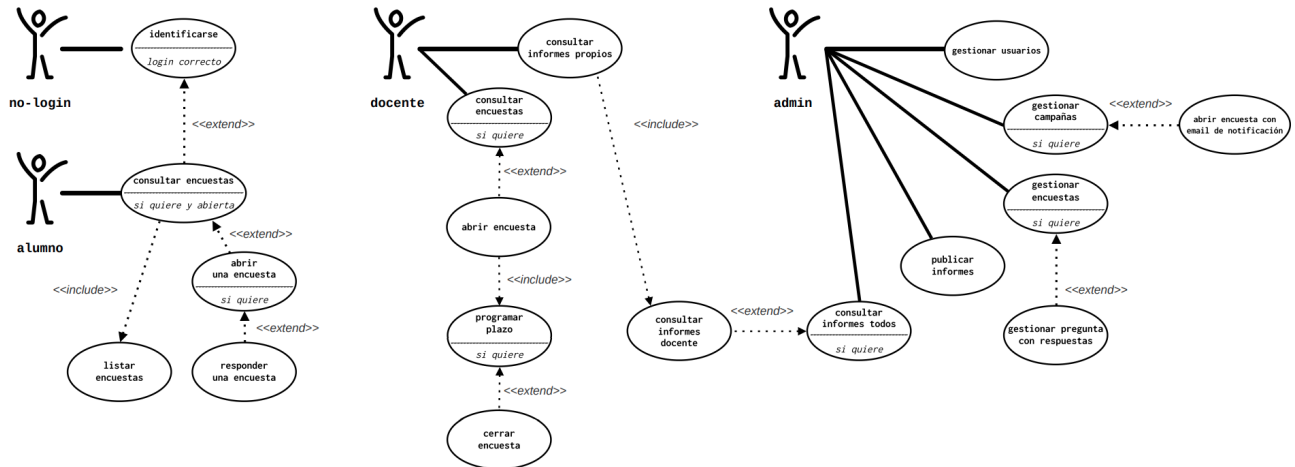 identificarse
login correcto
no-login
<<extend>>
consultar encuestas
si quiere y abierta
alumno
<<extend>>
abrir
una encuesta
si quiere
<<include>>
<<extend>>
listar
encuestas
responder
una encuesta
docente
consultar
informes propios
consultar
encuestas
si quiere
<<include>>
<<extend>>
abrir encuesta
<<include>>
programar
plazo
si quiere
<<extend>>
cerrar
encuesta
consultar
informes
docente
<<extend>>
consultar
informes todos
si quiere
admin
gestionar usuarios
gestionar
campañas
si quiere
<<extend>>
abrir encuesta con
email de notificación
gestionar
encuestas
si quiere
publicar
informes
<<extend>>
gestionar pregunta
con respuestas